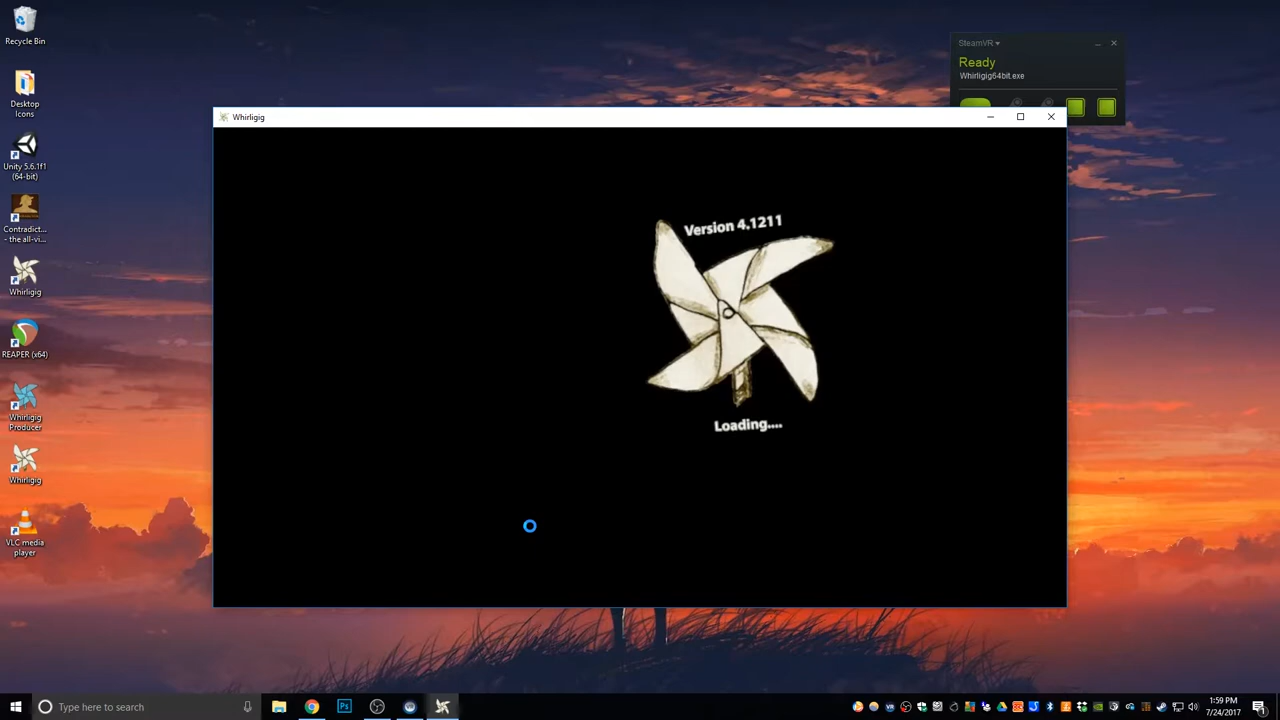 Recycle Bin
Desktop
Icons
Unity 5.6.1f1
(64-bit)
Contradict...
- the all-vi...
Whirligig
REAPER (x64)
Whirligig
Producer
Whirligig
VLC media
player
SteamVR
Ready
Whirligig64bit.exe
Whirligig
Version 4.1211
Loading....
Type here to search
Ps
1:59 PM
7/24/2017